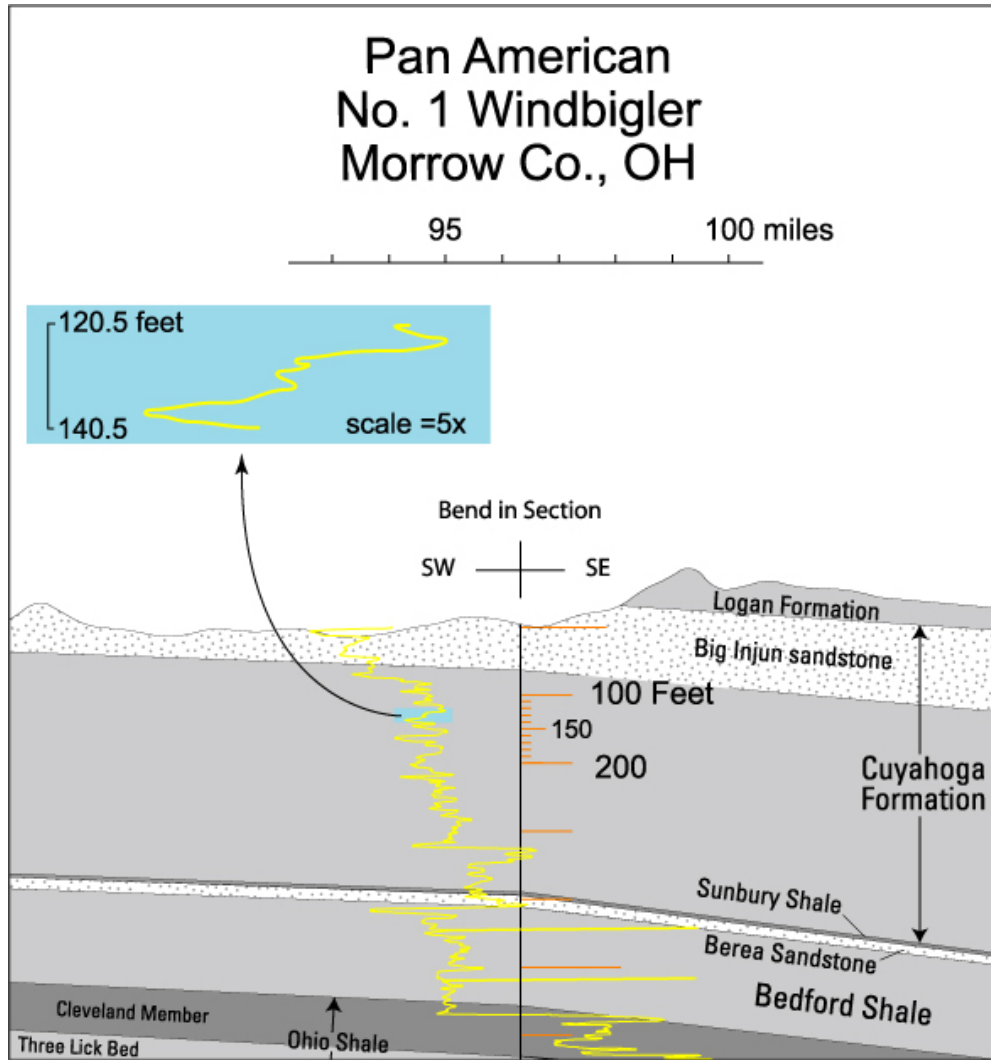 Pan American
No. 1 Windbigler
Morrow Co., OH
95
100 miles
120.5 feet
140.5
scale =5x
Bend in Section
SW
SE
Logan Formation
Big Injun sandstone
100 Feet
150
200
Cuyahoga
Formation
Sunbury Shale
Berea Sandstone
Bedford Shale
Cleveland Member
Ohio Shale
Three Lick Bed